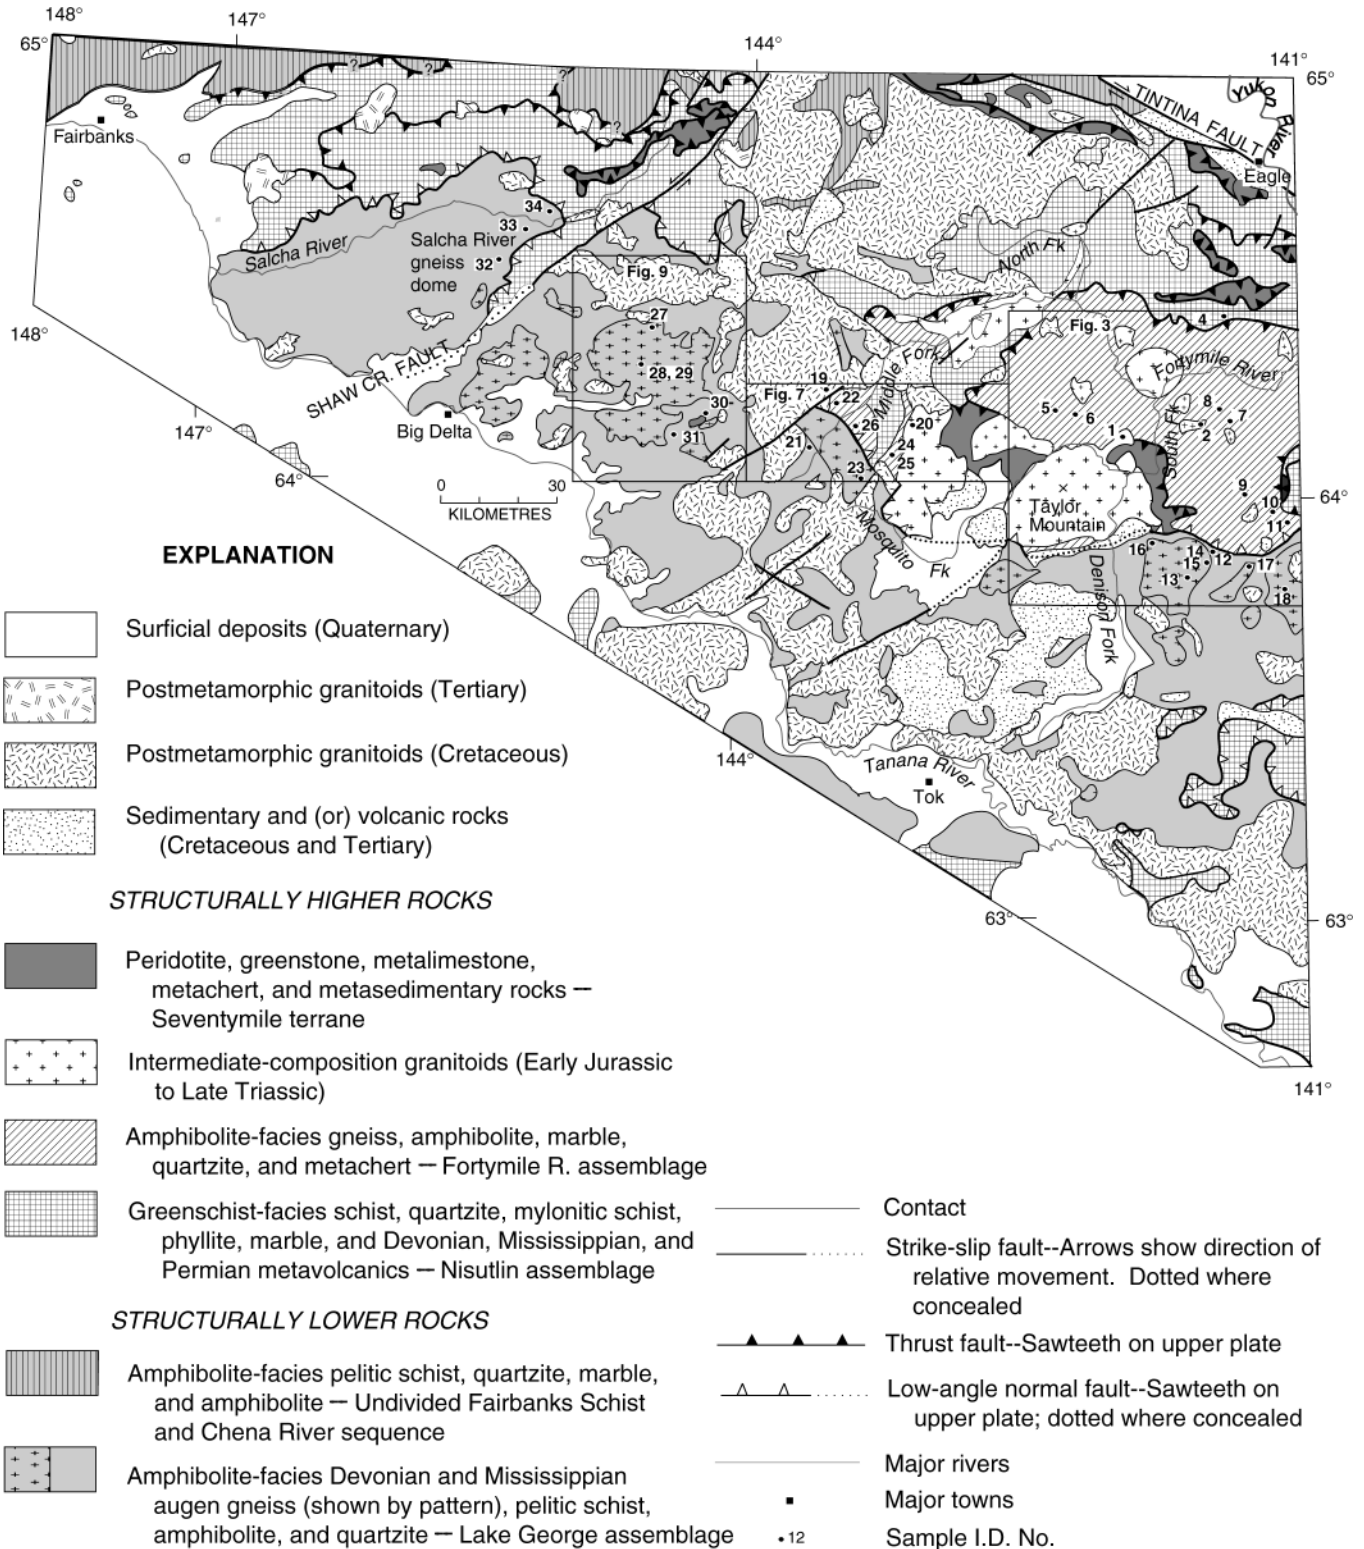 148°
147°
144°
141°
65°
65°
Yukon River
TINTINA FAULT
Fairbanks
Eagle
34
33
Salcha River
Salcha River
gneiss
dome
32
North Fk
Fig. 9
27
4
Fig. 3
148°
Fortymile River
Middle Fork
SHAW CR. FAULT
28, 29
19
Fig. 7
22
30
5
6
8
7
2
1
26
20
South Fk
147°
Big Delta
31
21
24
25
23
64°
0
30
KILOMETRES
9
10
11
64°
Taylor
Mountain
Mosquito
Fk
16
14
15
12
13
17
18
Denison Fork
144°
Tanana River
Tok
63°
63°
141°
EXPLANATION
Surficial deposits (Quaternary)
Postmetamorphic granitoids (Tertiary)
Postmetamorphic granitoids (Cretaceous)
Sedimentary and (or) volcanic rocks
(Cretaceous and Tertiary)
STRUCTURALLY HIGHER ROCKS
Peridotite, greenstone, metalimestone,
metachert, and metasedimentary rocks —
Seventymile terrane
Intermediate-composition granitoids (Early Jurassic
to Late Triassic)
Amphibolite-facies gneiss, amphibolite, marble,
quartzite, and metachert — Fortymile R. assemblage
Greenschist-facies schist, quartzite, mylonitic schist,
phyllite, marble, and Devonian, Mississippian, and
Permian metavolcanics — Nisutlin assemblage
STRUCTURALLY LOWER ROCKS
Amphibolite-facies pelitic schist, quartzite, marble,
and amphibolite — Undivided Fairbanks Schist
and Chena River sequence
Amphibolite-facies Devonian and Mississippian
augen gneiss (shown by pattern), pelitic schist,
amphibolite, and quartzite — Lake George assemblage
Contact
Strike-slip fault--Arrows show direction of
relative movement. Dotted where
concealed
Thrust fault--Sawteeth on upper plate
Low-angle normal fault--Sawteeth on
upper plate; dotted where concealed
Major rivers
Major towns
12
Sample I.D. No.